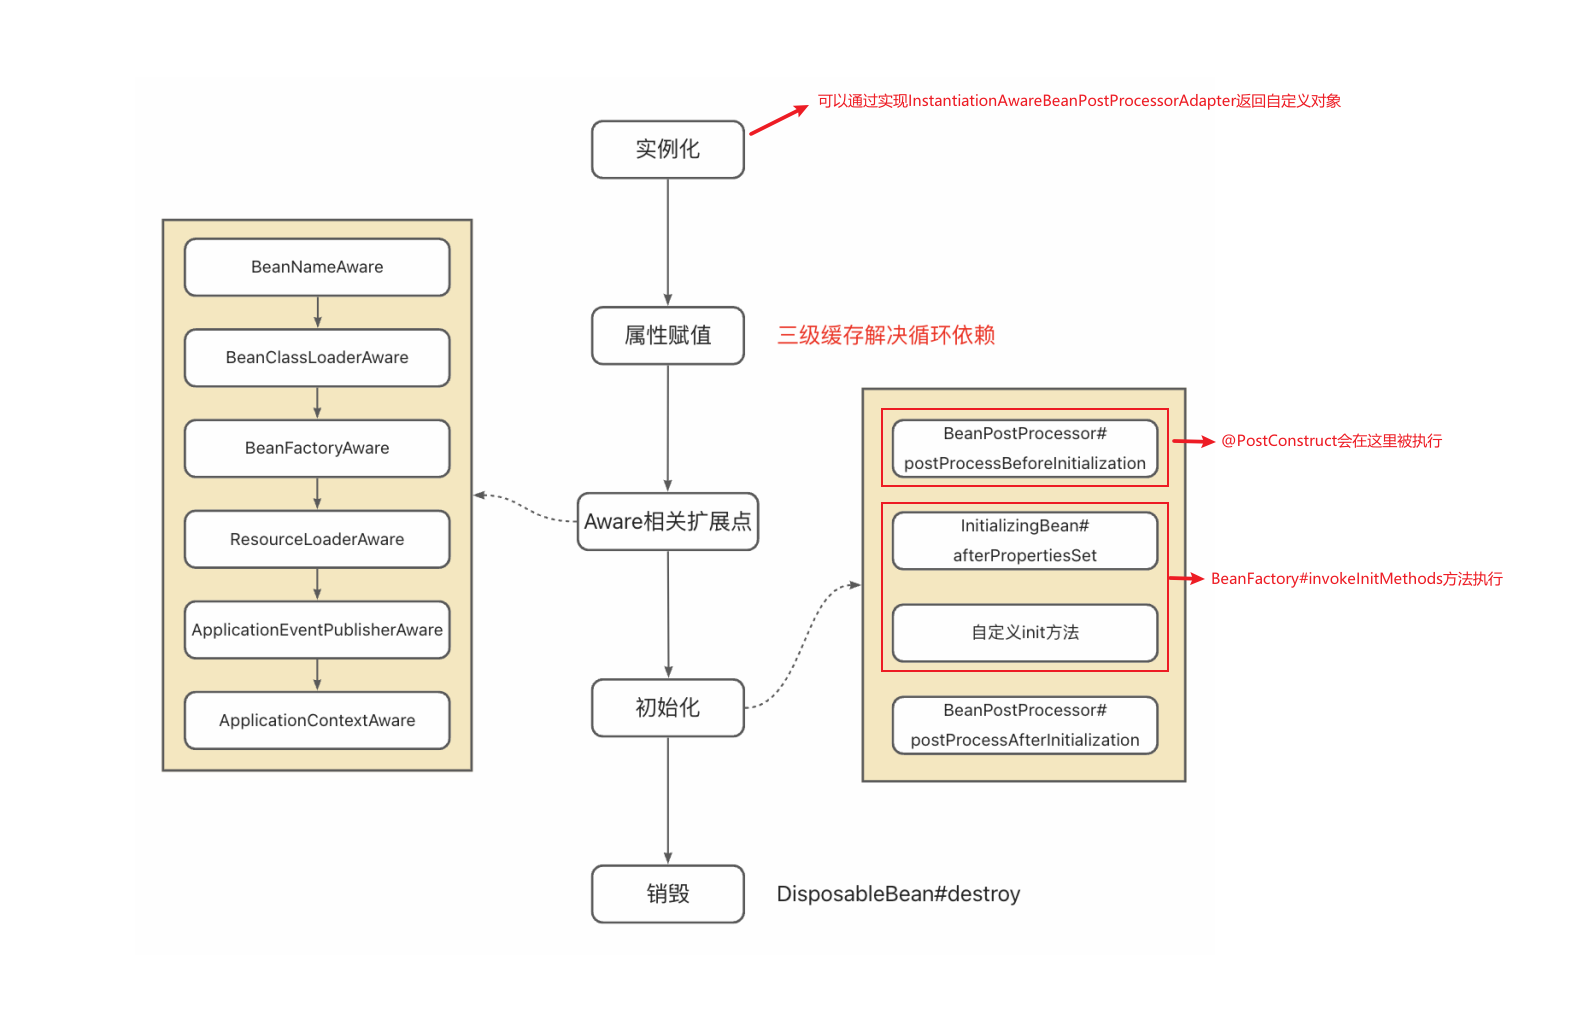 可以通过实现InstantiationAwareBeanPostProcessorAdapter返回自定义对象
实例化
属性赋值
三级缓存解决循环依赖
Aware相关扩展点
初始化
销毁
DisposableBean#destroy
BeanNameAware
BeanClassLoaderAware
BeanFactoryAware
ResourceLoaderAware
ApplicationEventPublisherAware
ApplicationContextAware
BeanPostProcessor#
postProcessBeforeInitialization
@PostConstruct会在这里被执行
InitializingBean#
afterPropertiesSet
自定义init方法
BeanFactory#invokeInitMethods方法执行
BeanPostProcessor#
postProcessAfterInitialization